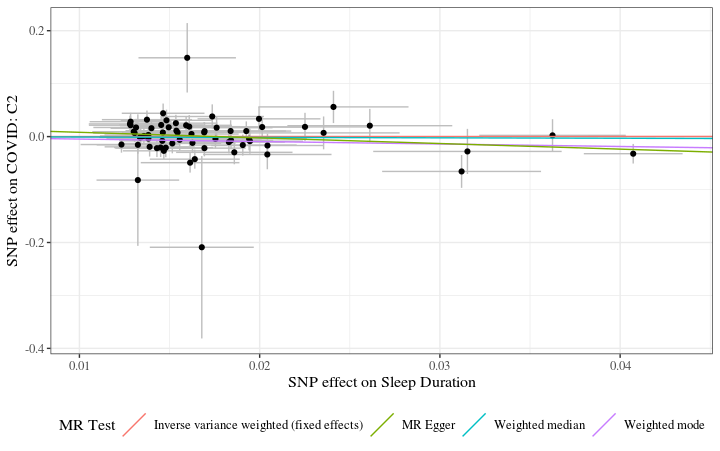 0.2
0.0
-0.2
-0.4
SNP effect on COVID: C2
0.01 0.02 0.03 0.04
SNP effect on Sleep Duration
MR Test Inverse variance weighted (fixed effects) MR Egger Weighted median Weighted mode